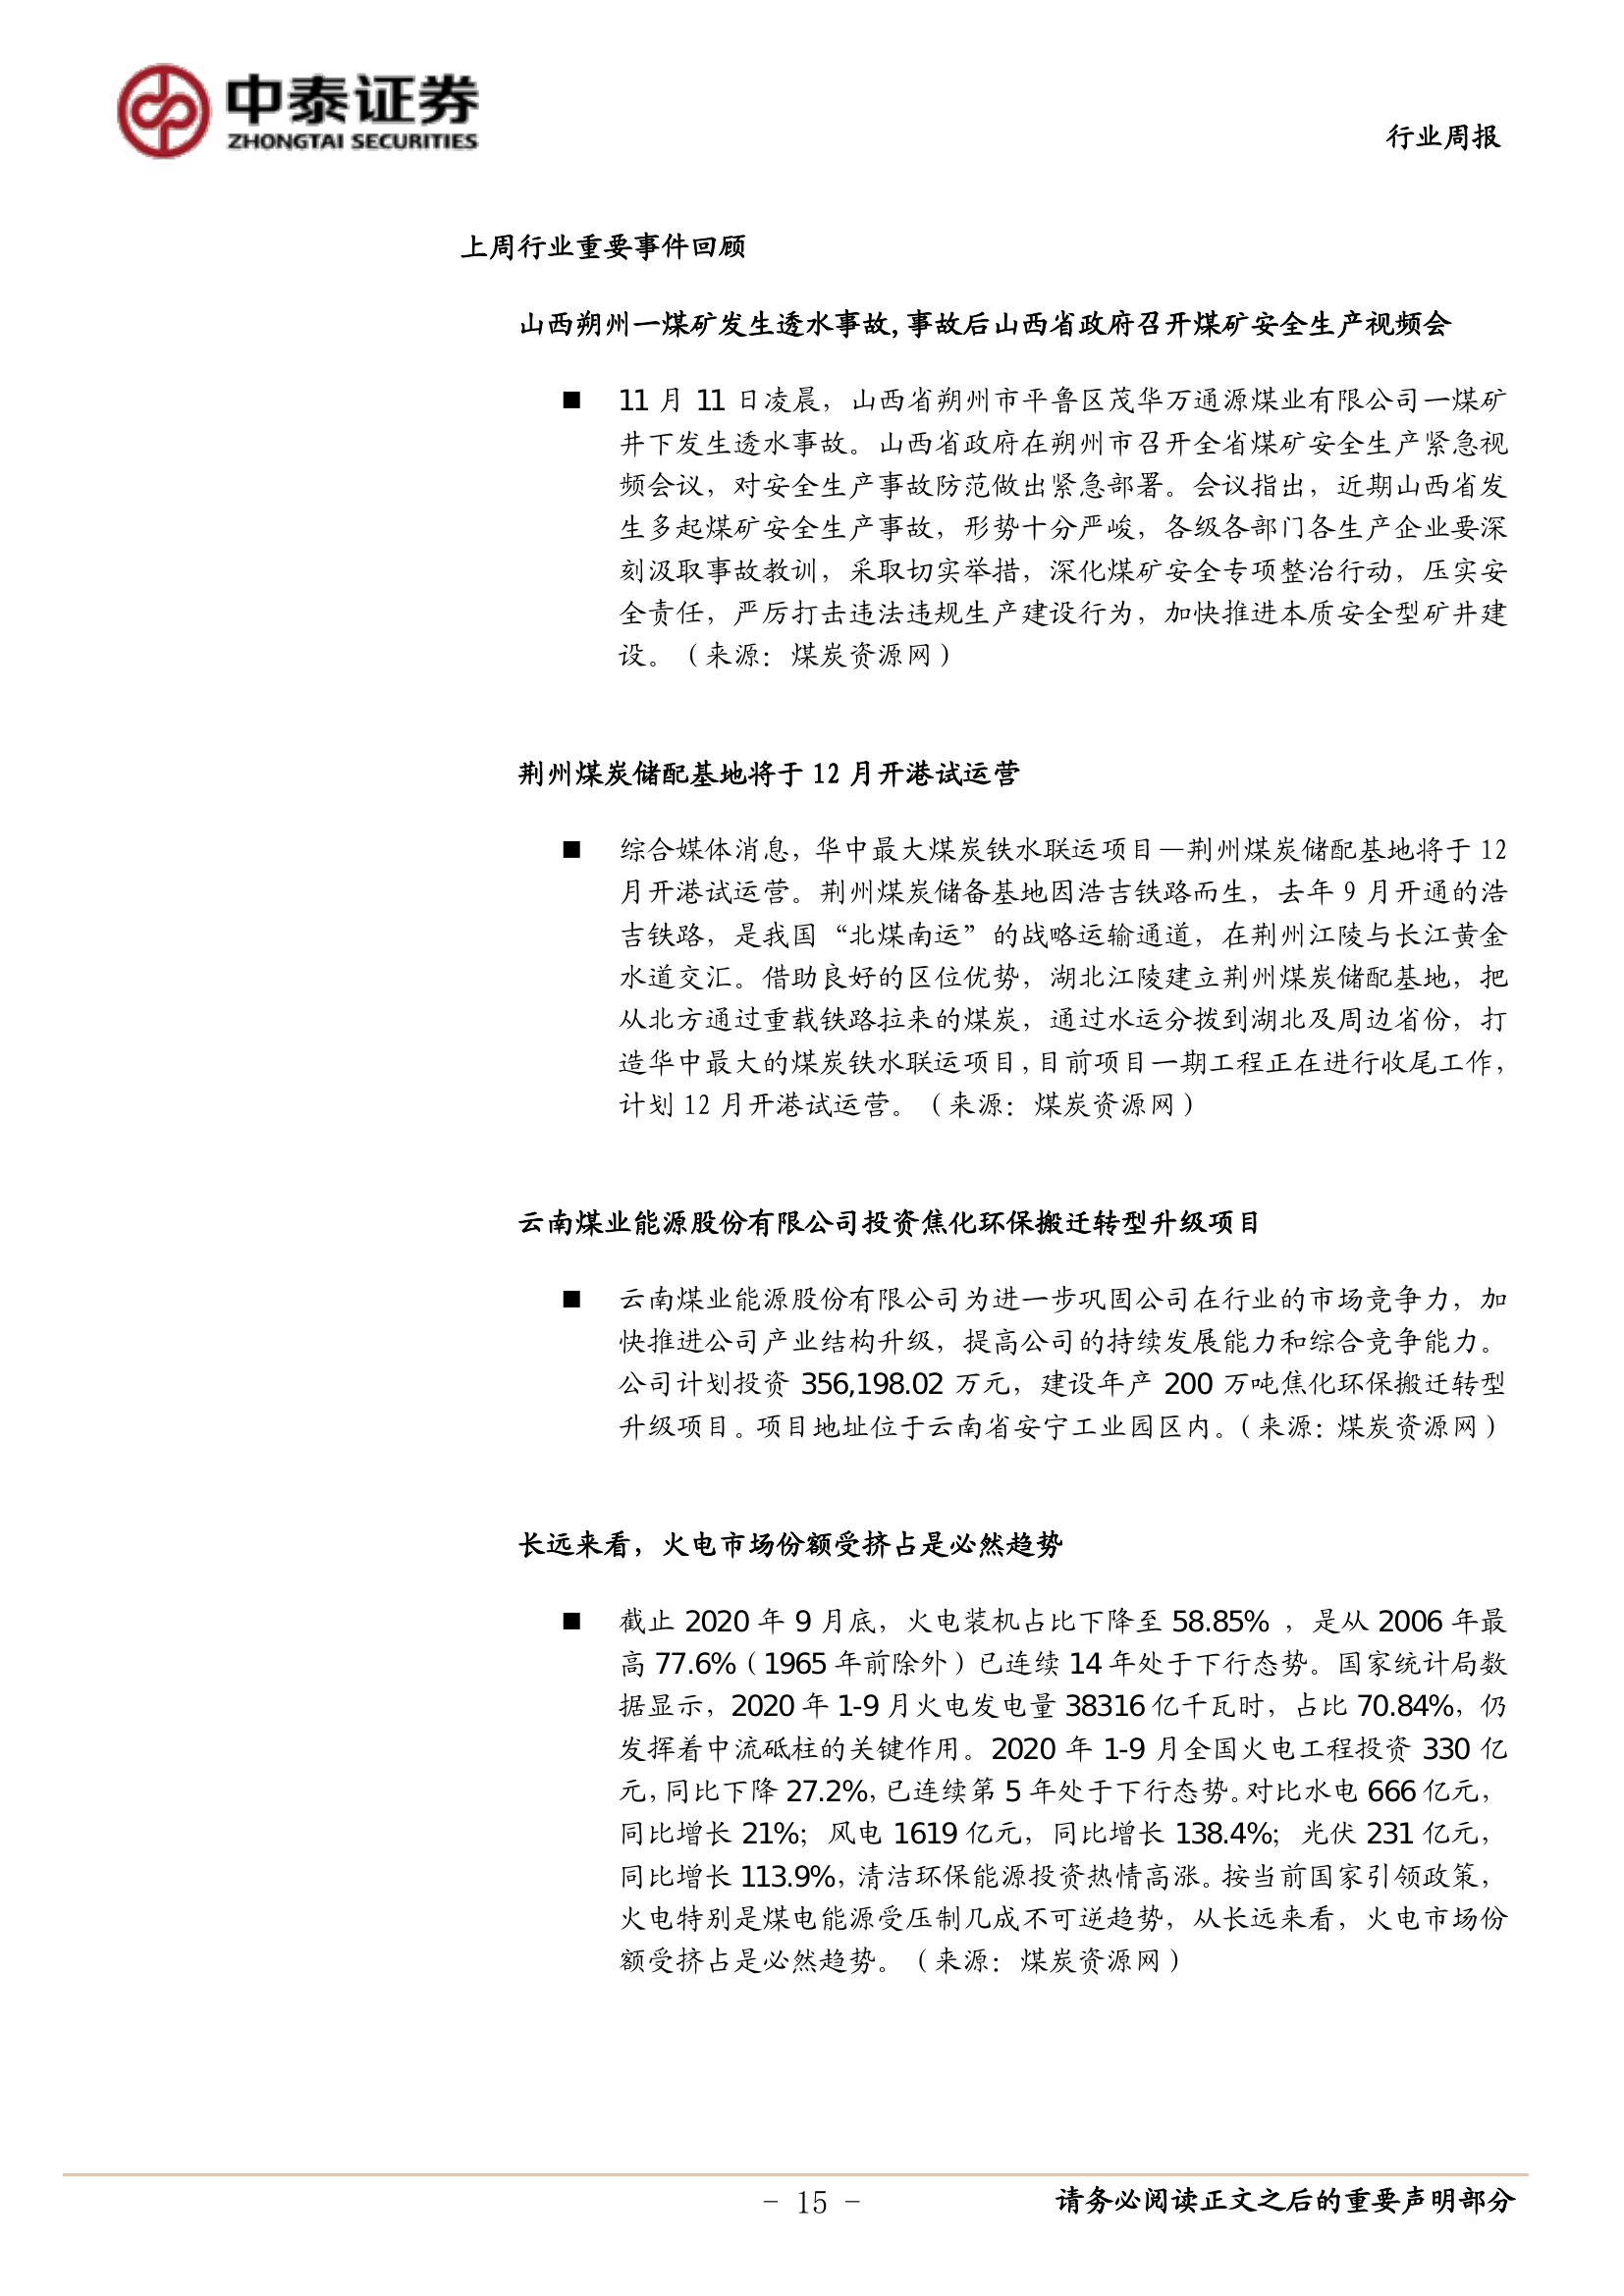 中泰证券
ZHONGTAI SECURITIES
行业周报
上周行业重要事件回顾
山西朔州一煤矿发生透水事故,事故后山西省政府召开煤矿安全生产视频会
■ 11 月 11 日凌晨，山西省朔州市平鲁区茂华万通源煤业有限公司一煤矿
井下发生透水事故。山西省政府在朔州市召开全省煤矿安全生产紧急视
频会议，对安全生产事故防范做出紧急部署。会议指出，近期山西省发
生多起煤矿安全生产事故，形势十分严峻，各级各部门各生产企业要深
刻汲取事故教训，采取切实举措，深化煤矿安全专项整治行动，压实安
全责任，严厉打击违法违规生产建设行为，加快推进本质安全型矿井建
设。（来源：煤炭资源网）
荆州煤炭储配基地将于 12 月开港试运营
■ 综合媒体消息，华中最大煤炭铁水联运项目—荆州煤炭储配基地将于 12
月开港试运营。荆州煤炭储备基地因浩吉铁路而生，去年 9 月开通的浩
吉铁路，是我国“北煤南运”的战略运输通道，在荆州江陵与长江黄金
水道交汇。借助良好的区位优势，湖北江陵建立荆州煤炭储配基地，把
从北方通过重载铁路拉来的煤炭，通过水运分拨到湖北及周边省份，打
造华中最大的煤炭铁水联运项目，目前项目一期工程正在进行收尾工作，
计划 12 月开港试运营。（来源：煤炭资源网）
云南煤业能源股份有限公司投资焦化环保搬迁转型升级项目
■ 云南煤业能源股份有限公司为进一步巩固公司在行业的市场竞争力，加
快推进公司产业结构升级，提高公司的持续发展能力和综合竞争能力。
公司计划投资 356,198.02 万元，建设年产 200 万吨焦化环保搬迁转型
升级项目。项目地址位于云南省安宁工业园区内。（来源：煤炭资源网）
长远来看，火电市场份额受挤占是必然趋势
■ 截止 2020 年 9 月底，火电装机占比下降至 58.85% ，是从 2006 年最
高 77.6%（1965 年前除外）已连续 14 年处于下行态势。国家统计局数
据显示，2020 年 1-9 月火电发电量 38316 亿千瓦时，占比 70.84%，仍
发挥着中流砥柱的关键作用。2020 年 1-9 月全国火电工程投资 330 亿
元，同比下降 27.2%，已连续第 5 年处于下行态势。对比水电 666 亿元，
同比增长 21%；风电 1619 亿元，同比增长 138.4%；光伏 231 亿元，
同比增长 113.9%，清洁环保能源投资热情高涨。按当前国家引领政策，
火电特别是煤电能源受压制几成不可逆趋势，从长远来看，火电市场份
额受挤占是必然趋势。（来源：煤炭资源网）
- 15 -
请务必阅读正文之后的重要声明部分